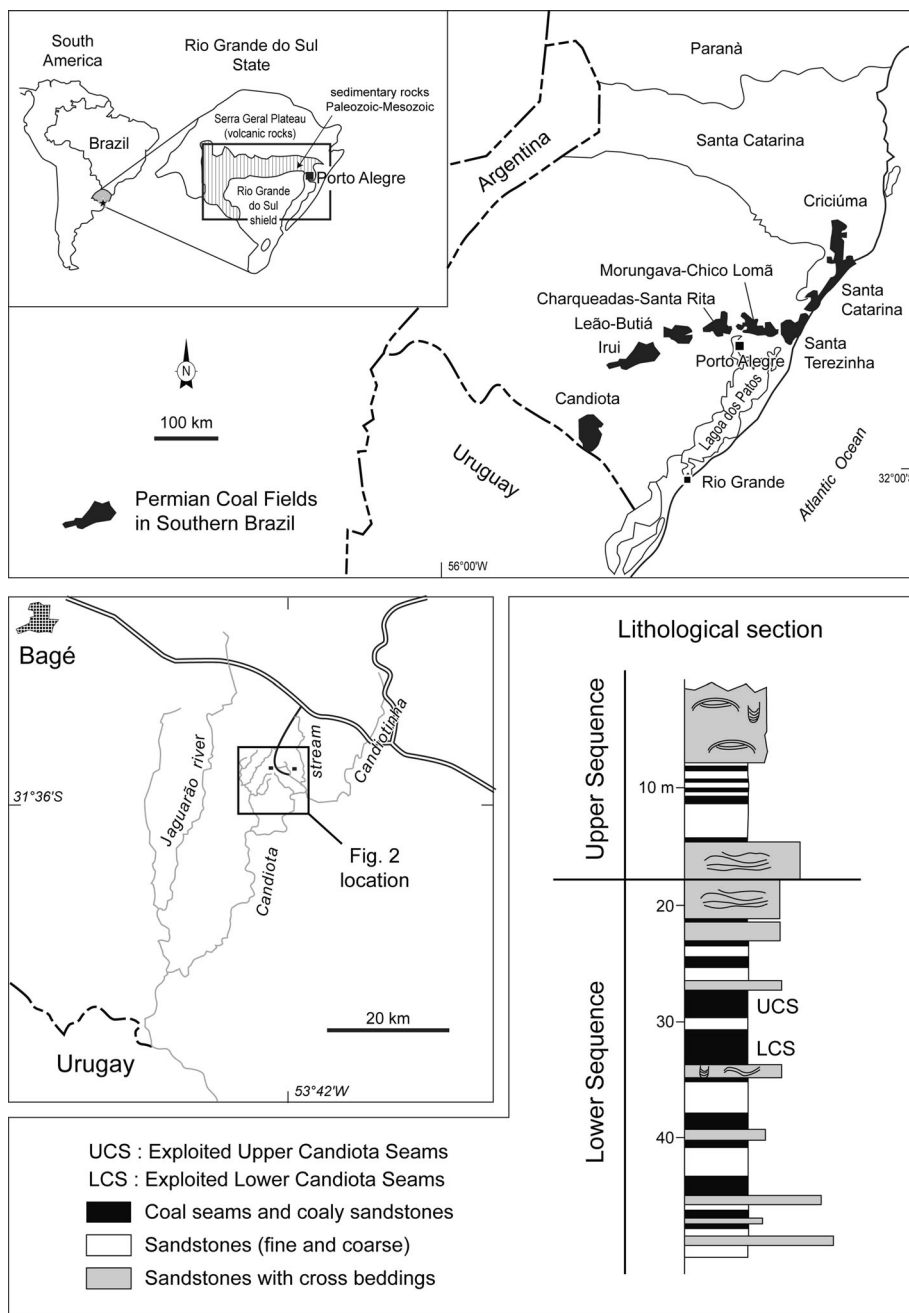 South
America
Rio Grande do Sul
State
sedimentary rocks
Paleozoic-Mesozoic
Serra Geral Plateau
(volcanic rocks)
Brazil
Porto Alegre
Rio Grande
do Sul
shield
N
100 km
Permian Coal Fields
in Southern Brazil
Paranà
Santa Catarina
Argentina
Criciúma
Morungava-Chico Lomã
Charqueadas-Santa Rita
Santa
Catarina
Leão-Butiá
Irui
Santa
Terezinha
Porto Alegre
Candiota
Lagoa dos Patos
Uruguay
Atlantic Ocean
32°00'S
Rio Grande
56°00'W
Bagé
Jaguarão river
stream
Candiotinha
31°36'S
Candiota
Fig. 2
location
20 km
Urugay
53°42'W
Lithological section
Upper Sequence
10 m
20
Lower Sequence
UCS
30
LCS
40
UCS : Exploited Upper Candiota Seams
LCS : Exploited Lower Candiota Seams
Coal seams and coaly sandstones
Sandstones (fine and coarse)
Sandstones with cross beddings